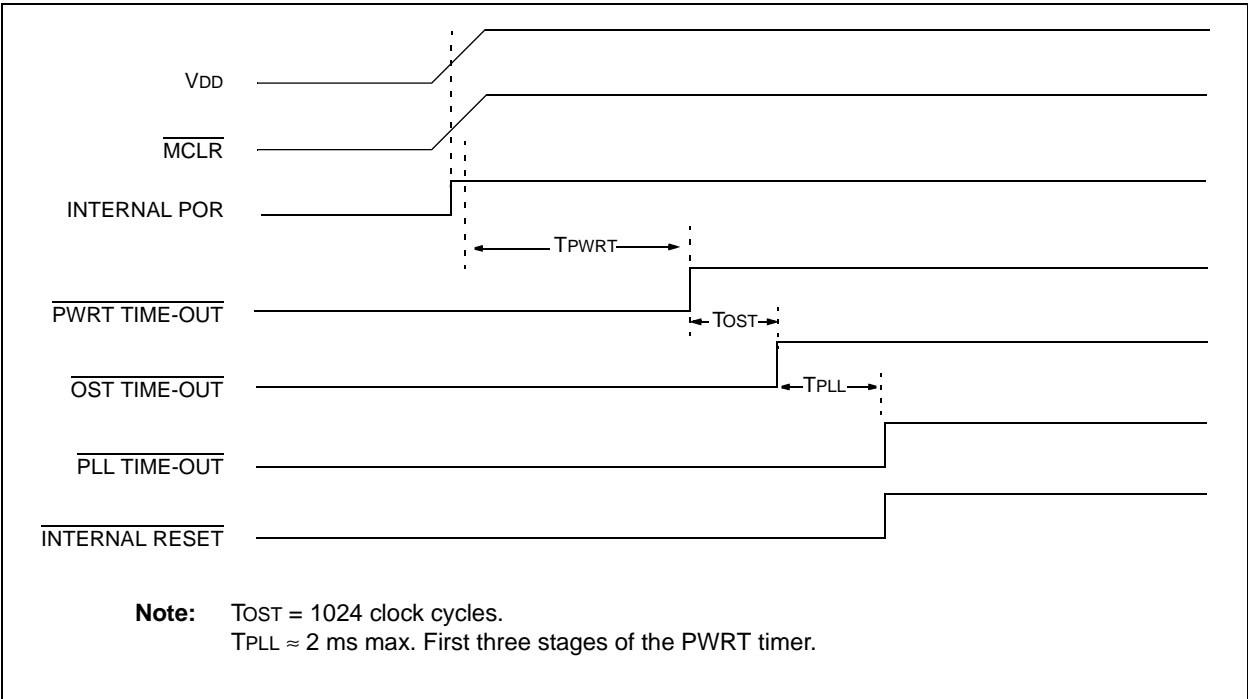 VDD
MCLR
INTERNAL POR
TPWRT
PWRT TIME-OUT
TOST
OST TIME-OUT
TPLL
PLL TIME-OUT
INTERNAL RESET
Note: TOST = 1024 clock cycles.
TPLL ≈ 2 ms max. First three stages of the PWRT timer.